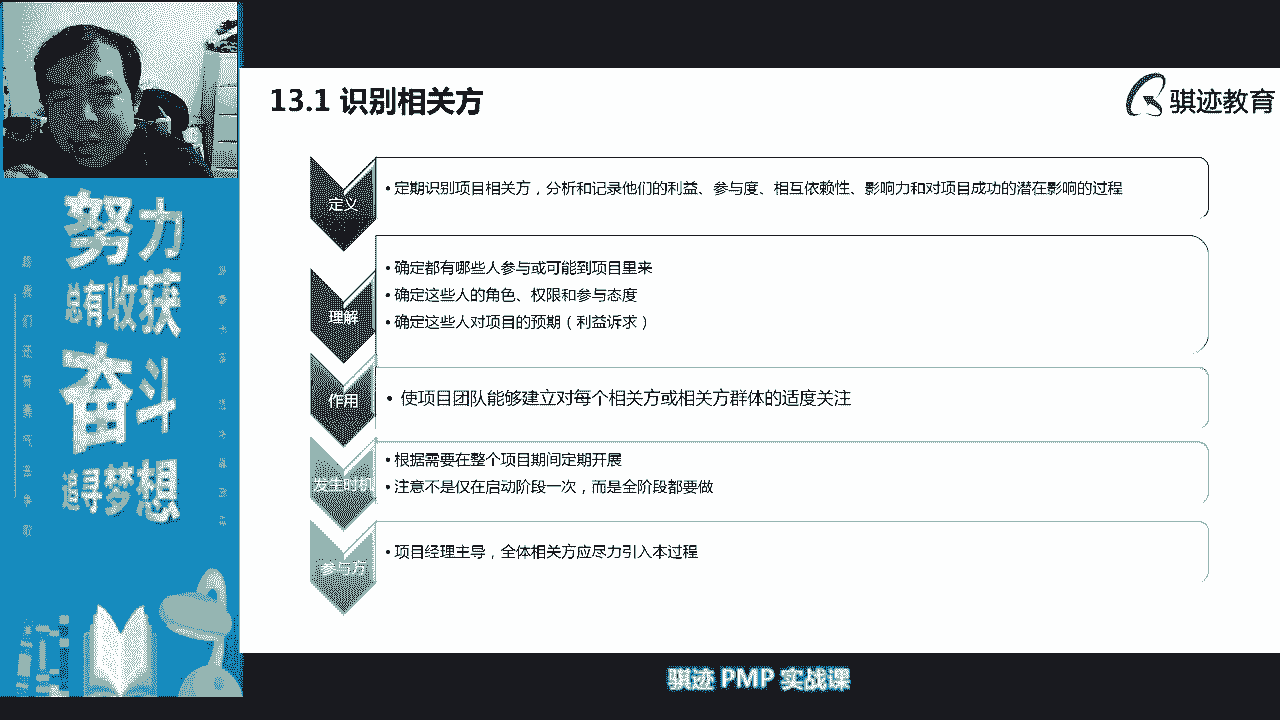 13.1 识别相关方
骐迹教育
定义
•定期识别项目相关方，分析和记录他们的利益、参与度、相互依赖性、影响力和对项目成功的潜在影响的过程
理解
•确定都有哪些人参与或可能到项目里来
•确定这些人的角色、权限和参与态度
•确定这些人对项目的预期（利益诉求）
作用
• 使项目团队能够建立对每个相关方或相关方群体的适度关注
发生时机
•根据需要在整个项目期间定期开展
•注意不是仅在启动阶段一次，而是全阶段都要做
参与方
•项目经理主导，全体相关方应尽力引入本过程
努力
总有收获
奋斗
追寻梦想
骐迹 PMP 实战课